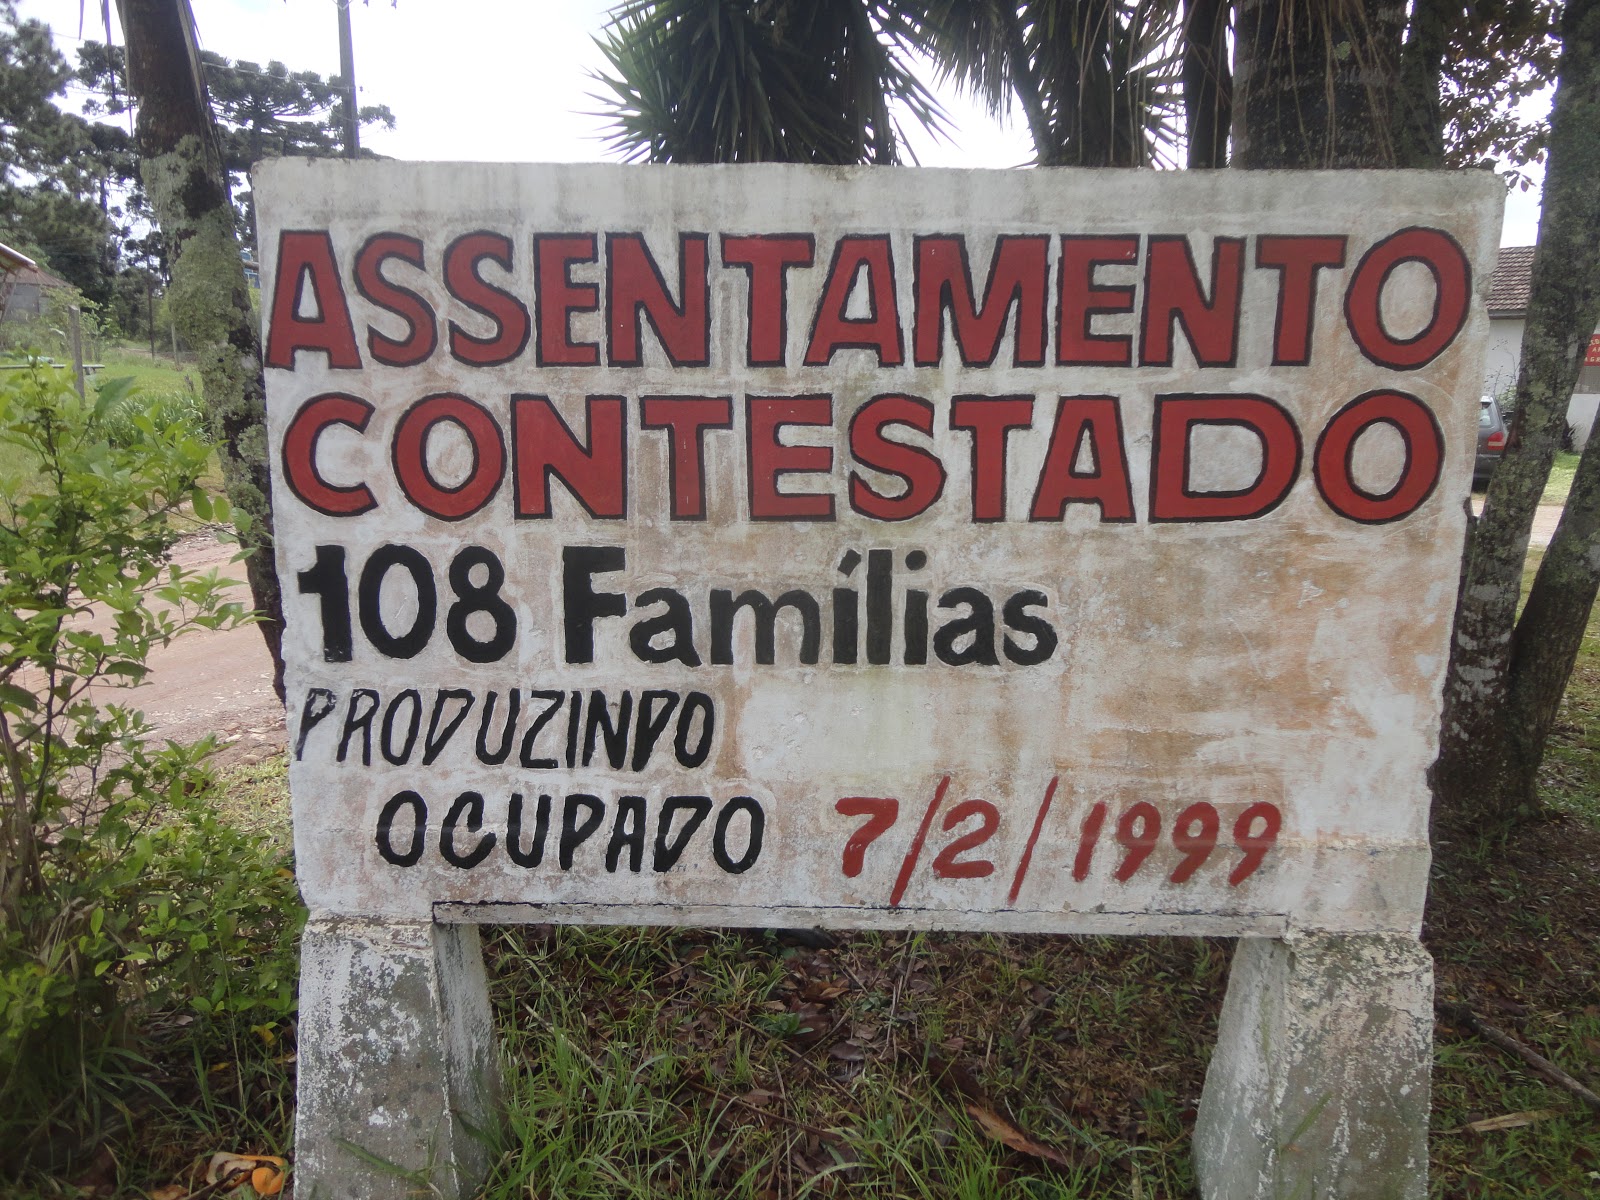 ASSENTAMENTO
CONTESTADO
108 Famílias
PRODUZINDO
OCUPADO 7/2/1999